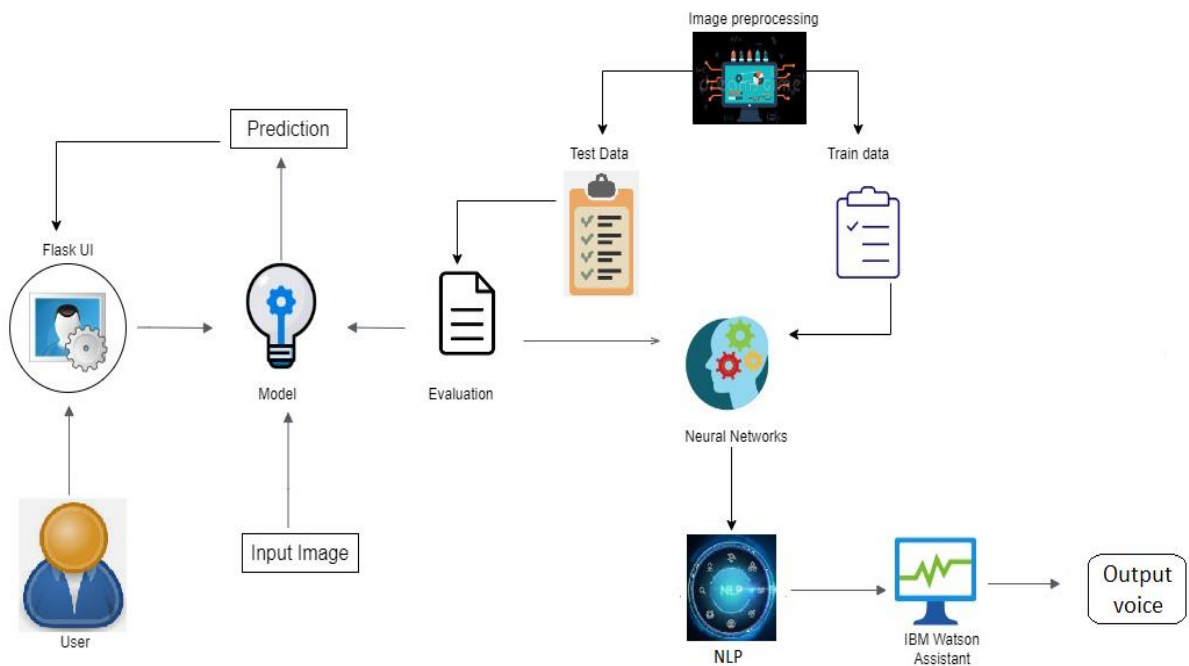 Image preprocessing
Prediction
Test Data
Train data
Flask UI
Model
Evaluation
Neural Networks
Input Image
User
NLP
NLP
IBM Watson
Assistant
Output
voice